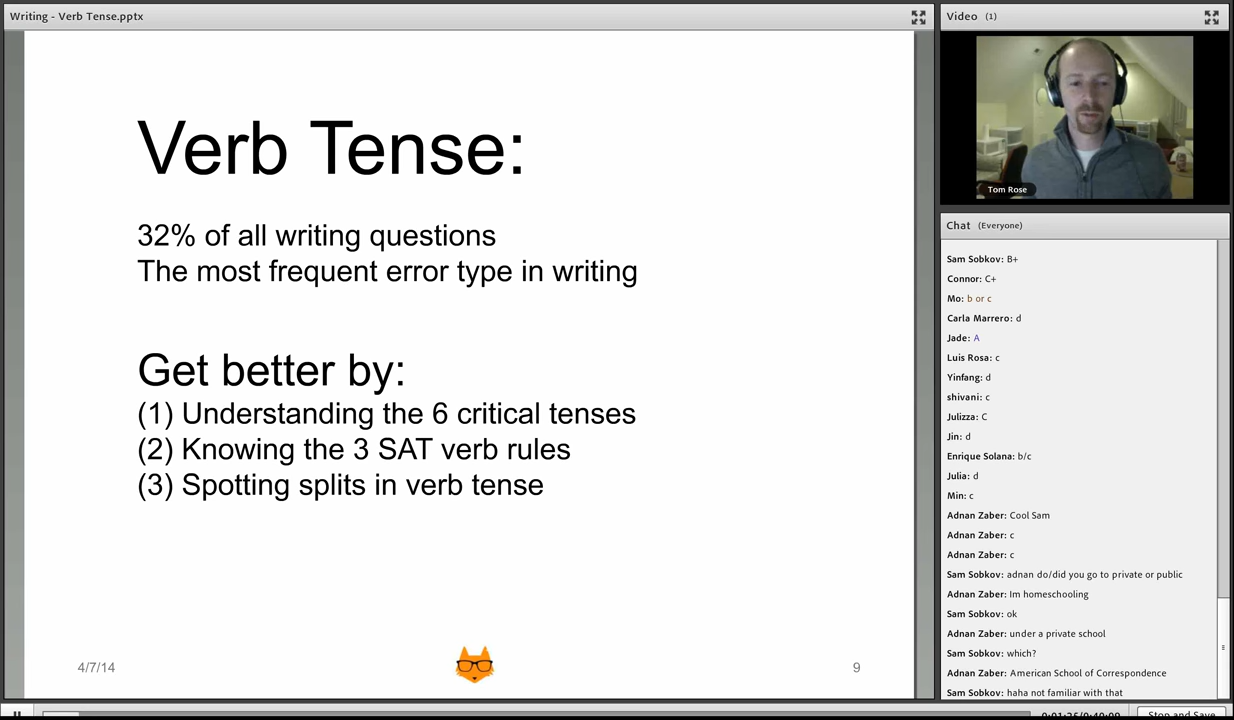 Writing - Verb Tense.pptx
Verb Tense:
32% of all writing questions
The most frequent error type in writing
Get better by:
(1) Understanding the 6 critical tenses
(2) Knowing the 3 SAT verb rules
(3) Spotting splits in verb tense
4/7/14
9
Video (1)
Tom Rose
Chat (Everyone)
Sam Sobkov: B+
Connor: C+
Mo: b or c
Carla Marrero: d
Jade: A
Luis Rosa: c
Yinfang: d
shivani: c
Julizza: C
Jin: d
Enrique Solana: b/c
Julia: d
Min: c
Adnan Zaber: Cool Sam
Adnan Zaber: c
Adnan Zaber: c
Sam Sobkov: adnan do/did you go to private or public
Adnan Zaber: Im homeschooling
Sam Sobkov: ok
Adnan Zaber: under a private school
Sam Sobkov: which?
Adnan Zaber: American School of Correspondence
Sam Sobkov: haha not familiar with that
Stop and Save